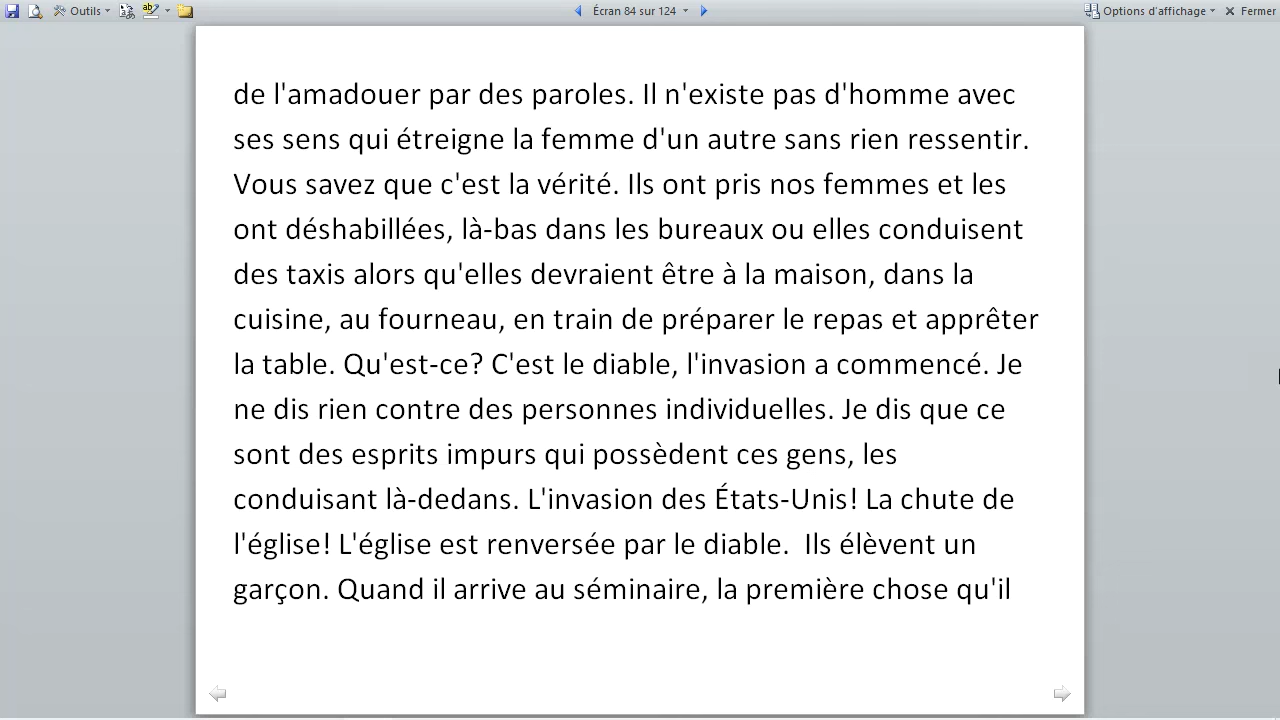 Outils
Écran 84 sur 124
Options d'affichage
Fermer
de l'amadouer par des paroles. Il n'existe pas d'homme avec
ses sens qui étreigne la femme d'un autre sans rien ressentir.
Vous savez que c'est la vérité. Ils ont pris nos femmes et les
ont déshabillées, là-bas dans les bureaux ou elles conduisent
des taxis alors qu'elles devraient être à la maison, dans la
cuisine, au fourneau, en train de préparer le repas et apprêter
la table. Qu'est-ce? C'est le diable, l'invasion a commencé. Je
ne dis rien contre des personnes individuelles. Je dis que ce
sont des esprits impurs qui possèdent ces gens, les
conduisant là-dedans. L'invasion des États-Unis! La chute de
l'église! L'église est renversée par le diable.  Ils élèvent un
garçon. Quand il arrive au séminaire, la première chose qu'il